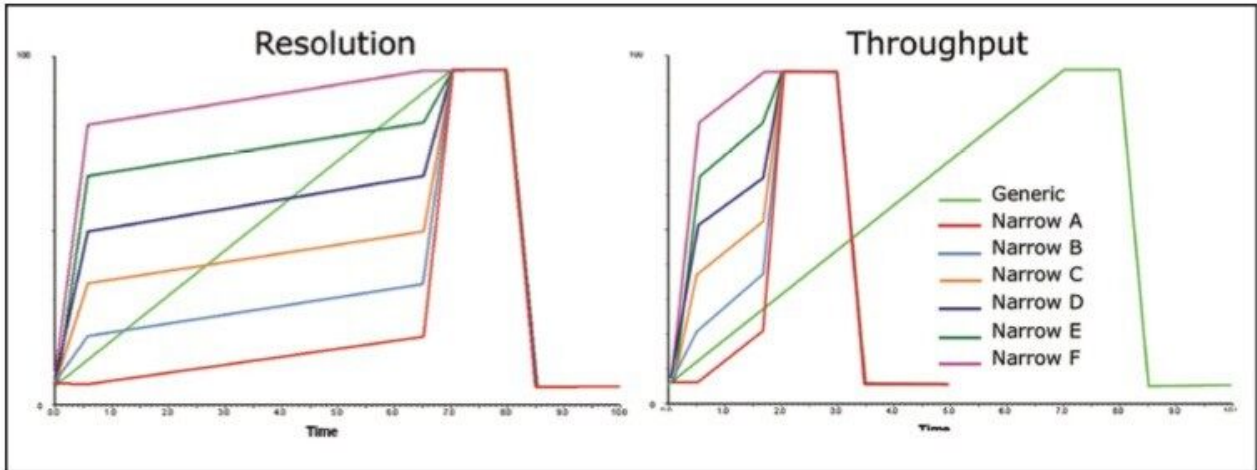 Resolution
Throughput
100
100
0
0
0.0 1.0 2.0 3.0 4.0 5.0 6.0 7.0 8.0 9.0 10.0
1.0 2.0 3.0 4.0 5.0 6.0 7.0 8.0 9.0
Time
Time
Generic
Narrow A
Narrow B
Narrow C
Narrow D
Narrow E
Narrow F